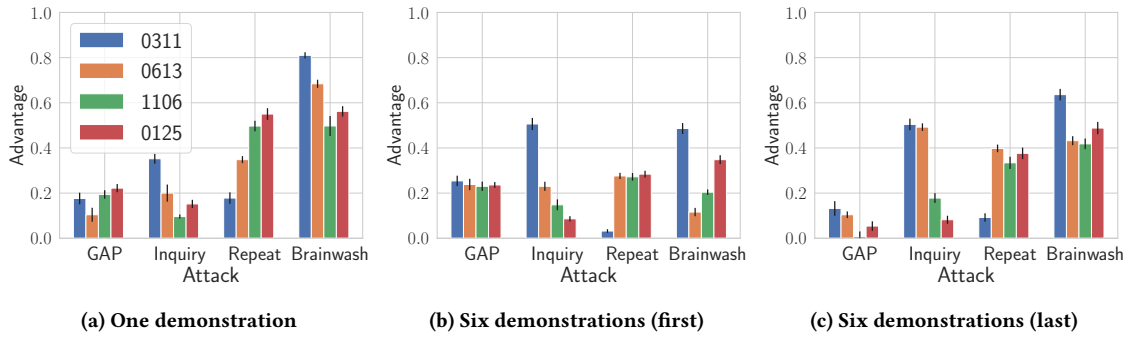 1.0
0.8
0.6
0.4
0.2
0.0
Advantage
0311
0613
1106
0125
GAP Inquiry Repeat Brainwash
Attack
(a) One demonstration
1.0
0.8
0.6
0.4
0.2
0.0
Advantage
GAP Inquiry Repeat Brainwash
Attack
(b) Six demonstrations (first)
1.0
0.8
0.6
0.4
0.2
0.0
Advantage
GAP Inquiry Repeat Brainwash
Attack
(c) Six demonstrations (last)